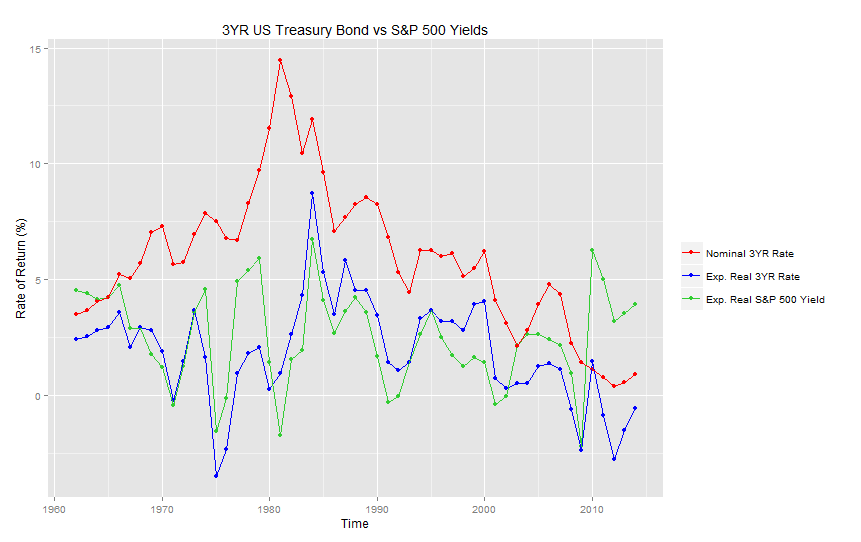 3YR US Treasury Bond vs S&P 500 Yields
Rate of Return (%)
15
10
5
0
1960
1970
1980
1990
2000
2010
Time
Nominal 3YR Rate
Exp. Real 3YR Rate
Exp. Real S&P 500 Yield